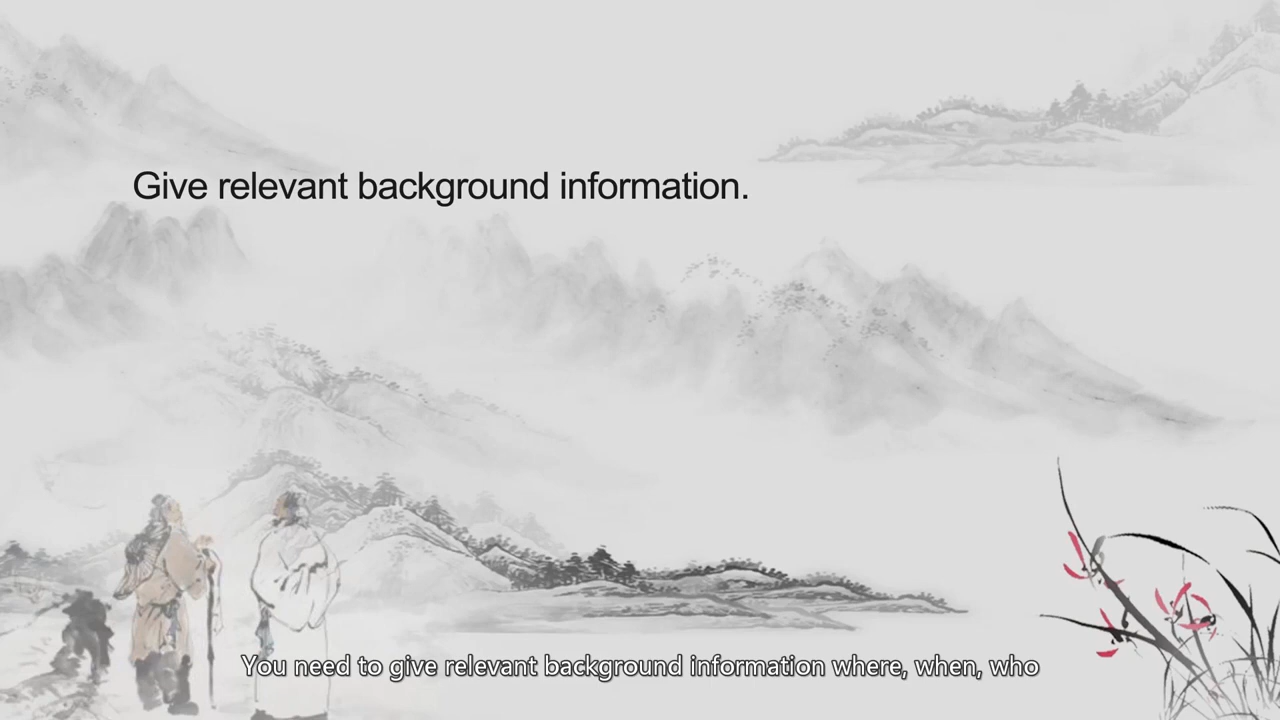 Give relevant background information.
You need to give relevant background information where, when, who